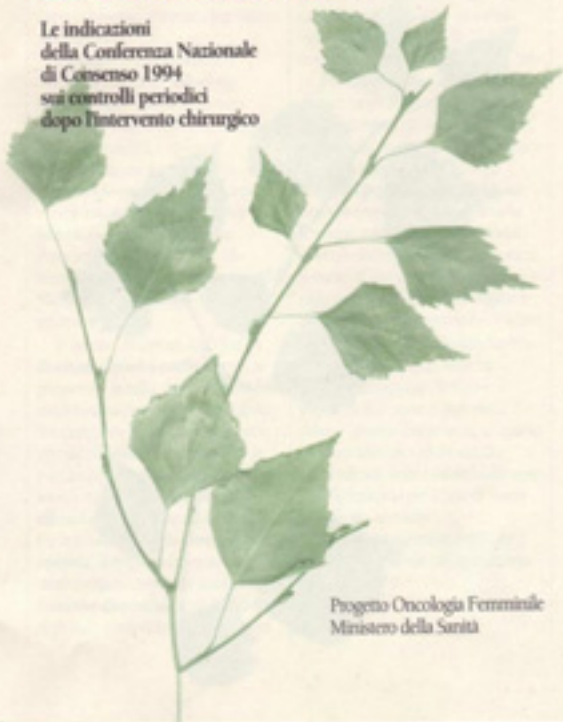 Le indicazioni
della Conferenza Nazionale
di Consenso 1994
sui controlli periodici
dopo l'intervento chirurgico
Progetto Oncologia Femminile
Ministero della Sanità